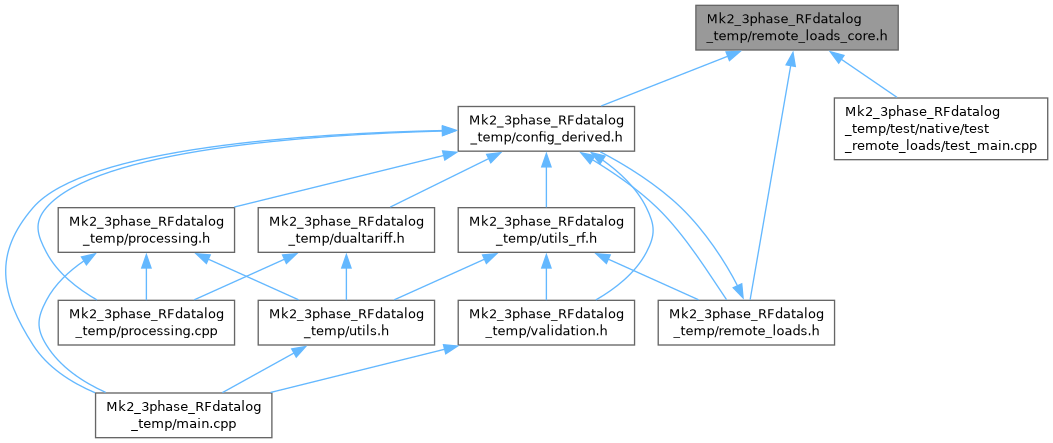 Mk2_3phase_RFdatalog
_temp/remote_loads_core.h
Mk2_3phase_RFdatalog
_temp/config_derived.h
Mk2_3phase_RFdatalog
_temp/test/native/test
_remote_loads/test_main.cpp
Mk2_3phase_RFdatalog
_temp/processing.h
Mk2_3phase_RFdatalog
_temp/dualtariff.h
Mk2_3phase_RFdatalog
_temp/utils_rf.h
Mk2_3phase_RFdatalog
_temp/processing.cpp
Mk2_3phase_RFdatalog
_temp/utils.h
Mk2_3phase_RFdatalog
_temp/validation.h
Mk2_3phase_RFdatalog
_temp/remote_loads.h
Mk2_3phase_RFdatalog
_temp/main.cpp